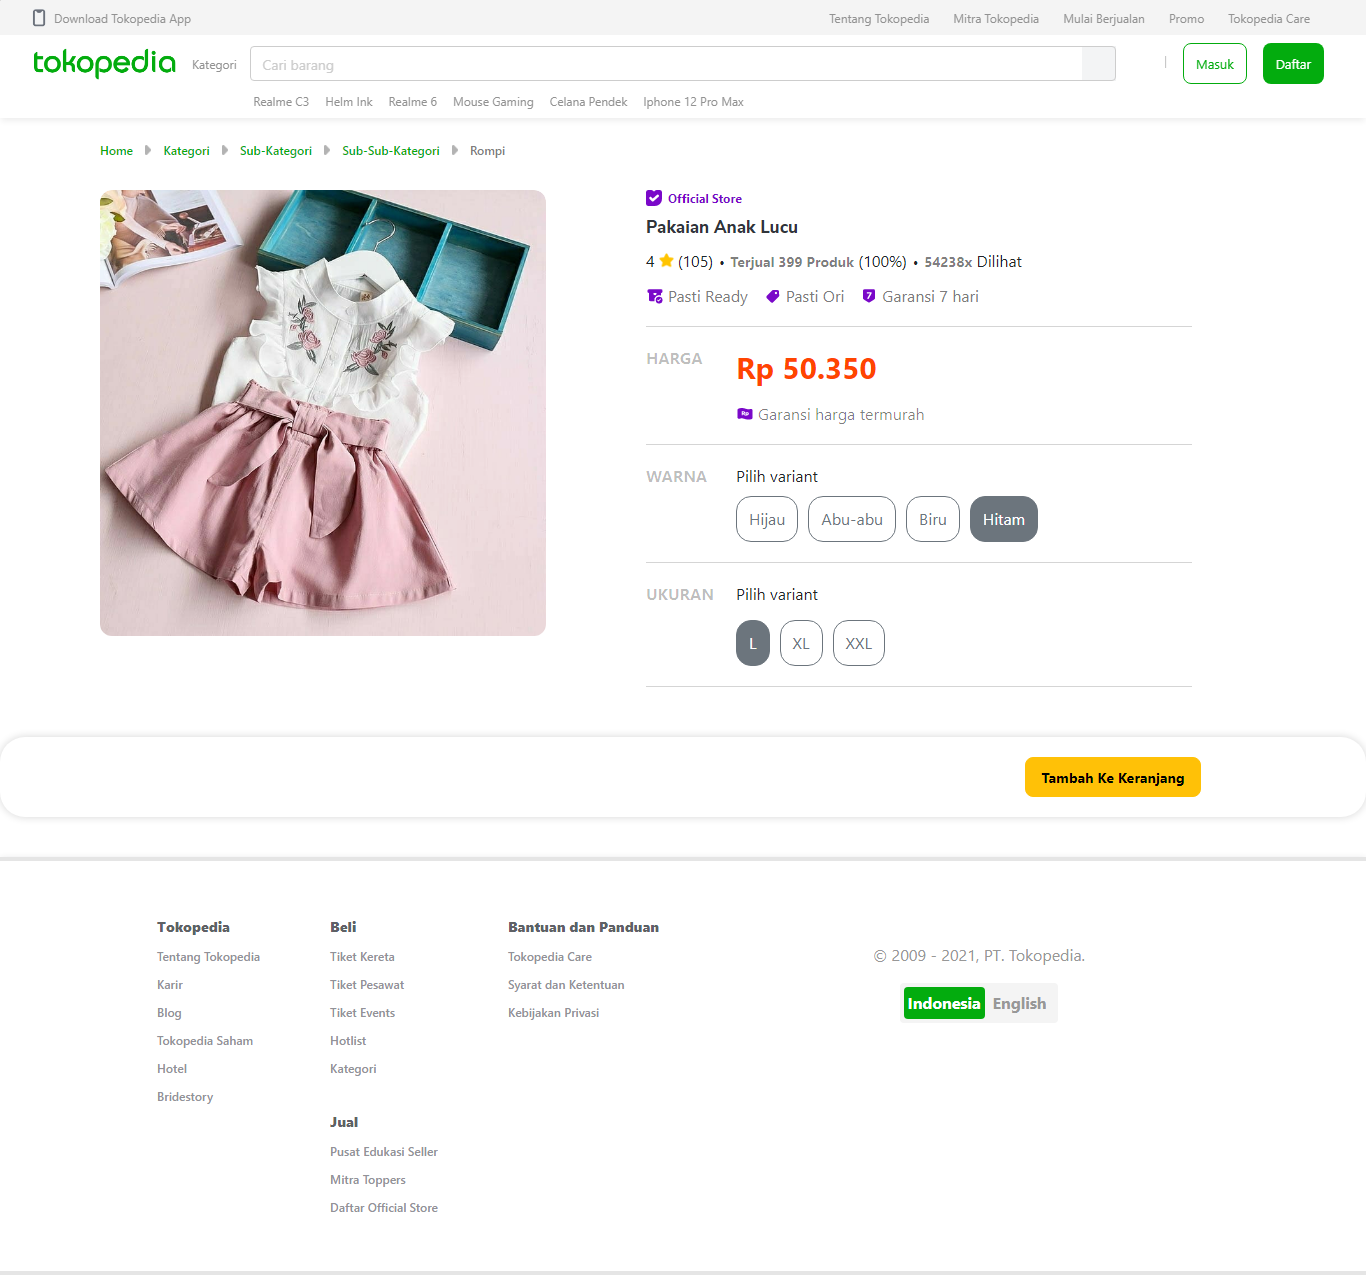 Download Tokopedia App
Tentang Tokopedia Mitra Tokopedia Mulai Berjualan Promo Tokopedia Care
tokopedia Kategori Cari barang Masuk Daftar
Realme C3 Helm Ink Realme 6 Mouse Gaming Celana Pendek Iphone 12 Pro Max
Home Kategori Sub-Kategori Sub-Sub-Kategori Rompi
Official Store
Pakaian Anak Lucu
4 (105) • Terjual 399 Produk (100%) • 54238x Dilihat
Pasti Ready Pasti Ori 7 Garansi 7 hari
HARGA Rp 50.350
Rp Garansi harga termurah
WARNA Pilih variant
Hijau Abu-abu Biru Hitam
UKURAN Pilih variant
L XL XXL
Tambah Ke Keranjang
Tokopedia
Tentang Tokopedia
Karir
Blog
Tokopedia Saham
Hotel
Bridestory
Beli
Tiket Kereta
Tiket Pesawat
Tiket Events
Hotlist
Kategori
Jual
Pusat Edukasi Seller
Mitra Toppers
Daftar Official Store
Bantuan dan Panduan
Tokopedia Care
Syarat dan Ketentuan
Kebijakan Privasi
© 2009 - 2021, PT. Tokopedia.
Indonesia English